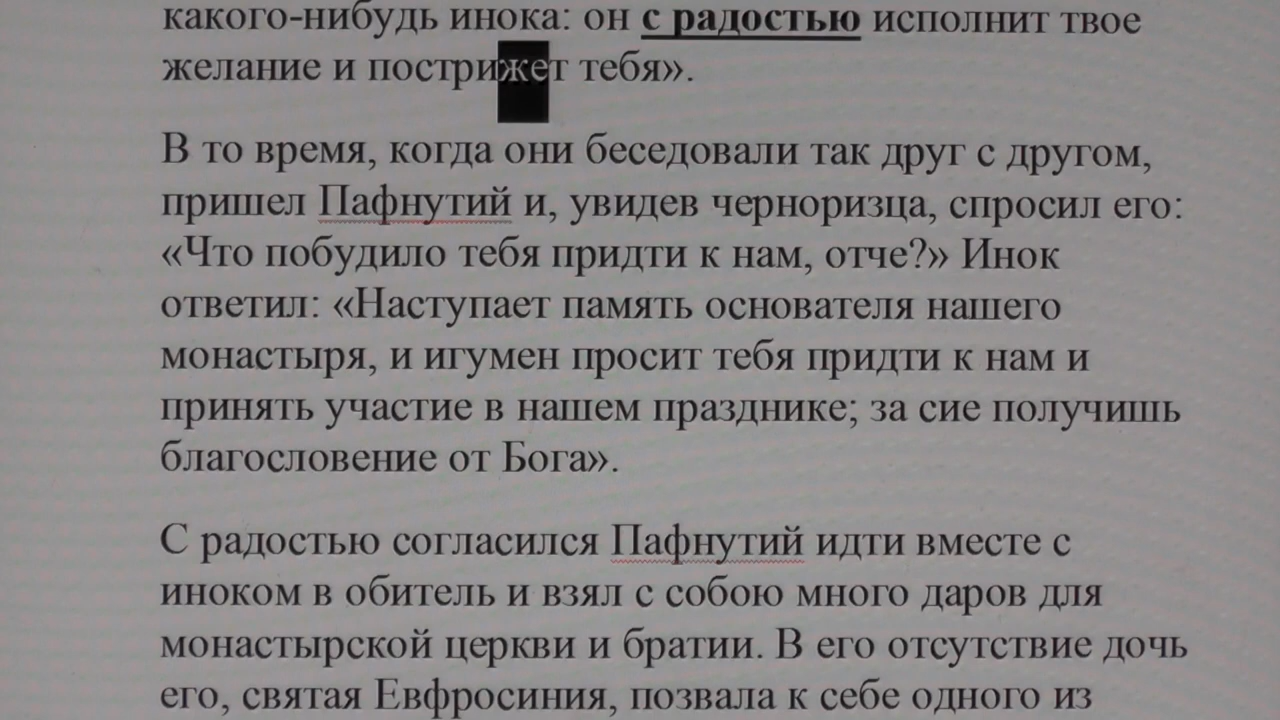 какого-нибудь инока: он с радостью исполнит твое
желание и пострижет тебя».
В то время, когда они беседовали так друг с другом,
пришел Пафнутий и, увидев черноризца, спросил его:
«Что побудило тебя придти к нам, отче?» Инок
ответил: «Наступает память основателя нашего
монастыря, и игумен просит тебя придти к нам и
принять участие в нашем празднике; за сие получишь
благословение от Бога».
С радостью согласился Пафнутий идти вместе с
иноком в обитель и взял с собою много даров для
монастырской церкви и братии. В его отсутствие дочь
его, святая Евфросиния, позвала к себе одного из